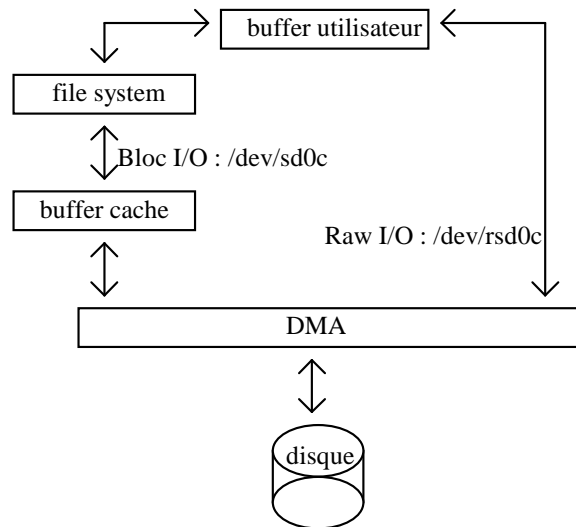 buffer utilisateur
file system
Bloc I/O : /dev/sd0c
buffer cache
Raw I/O : /dev/rsd0c
DMA
disque